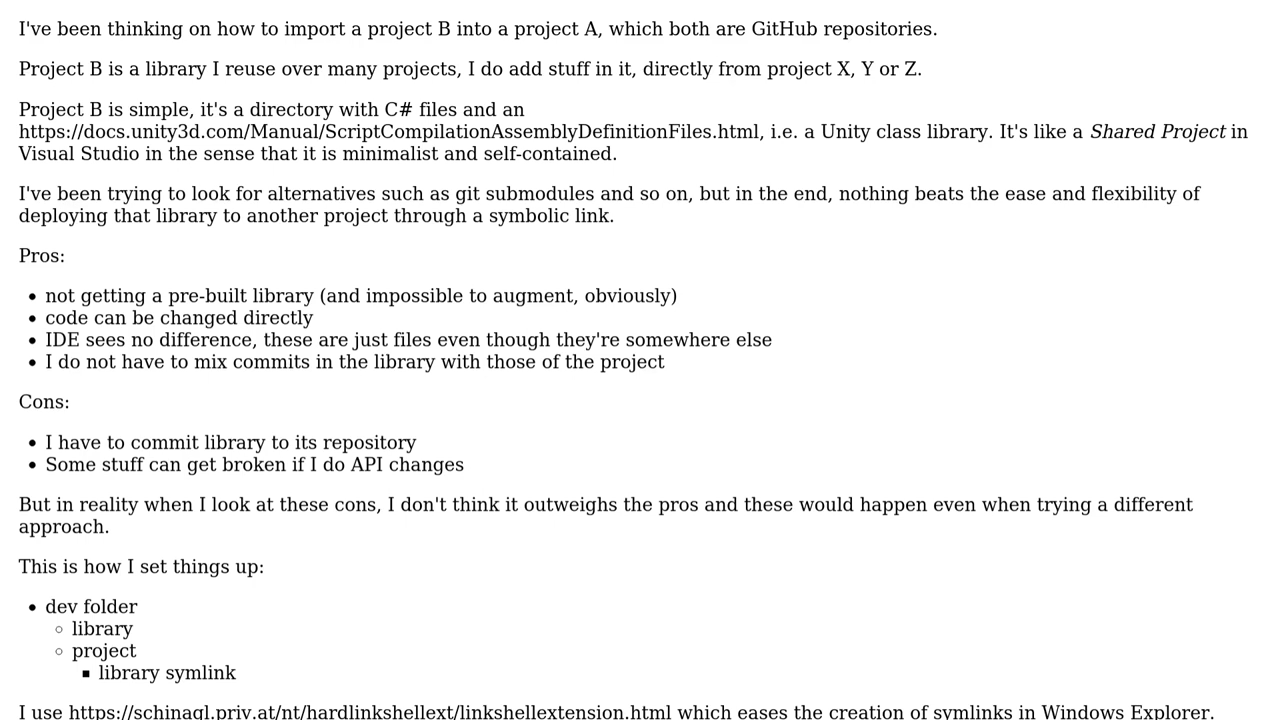 I've been thinking on how to import a project B into a project A, which both are GitHub repositories.
Project B is a library I reuse over many projects, I do add stuff in it, directly from project X, Y or Z.
Project B is simple, it's a directory with C# files and an
https://docs.unity3d.com/Manual/ScriptCompilationAssemblyDefinitionFiles.html, i.e. a Unity class library. It's like a Shared Project in
Visual Studio in the sense that it is minimalist and self-contained.
I've been trying to look for alternatives such as git submodules and so on, but in the end, nothing beats the ease and flexibility of
deploying that library to another project through a symbolic link.
Pros:
• not getting a pre-built library (and impossible to augment, obviously)
• code can be changed directly
• IDE sees no difference, these are just files even though they're somewhere else
• I do not have to mix commits in the library with those of the project
Cons:
• I have to commit library to its repository
• Some stuff can get broken if I do API changes
But in reality when I look at these cons, I don't think it outweighs the pros and these would happen even when trying a different
approach.
This is how I set things up:
• dev folder
◦ library
◦ project
▪ library symlink
I use https://schinagl.priv.at/nt/hardlinkshellext/linkshellextension.html which eases the creation of symlinks in Windows Explorer.